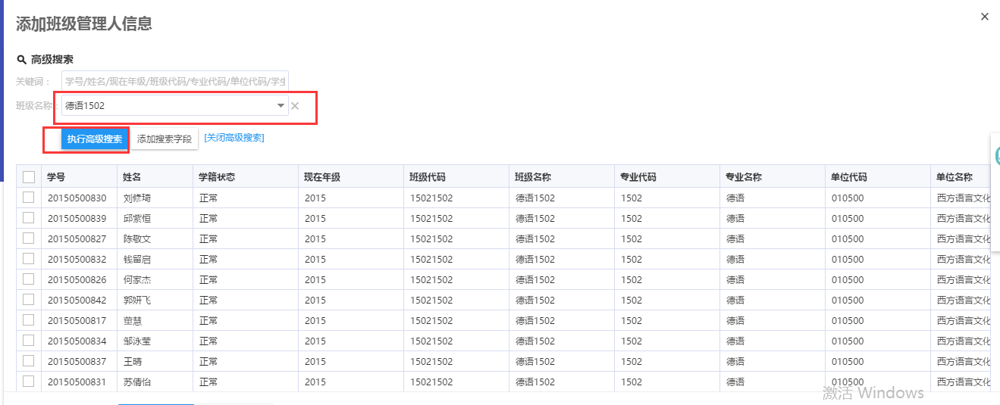 添加班级管理人信息
×
高级搜索
关键词： 学号/姓名/现在年级/班级代码/专业代码/单位代码/学生
班级名称： 德语1502
执行高级搜索 添加搜索字段 [关闭高级搜索]
学号 姓名 学籍状态 现在年级 班级代码 班级名称 专业代码 专业名称 单位代码 单位名称
20150500830 刘修琦 正常 2015 15021502 德语1502 1502 德语 010500 西方语言文化
20150500839 邱紫恒 正常 2015 15021502 德语1502 1502 德语 010500 西方语言文化
20150500827 陈敬文 正常 2015 15021502 德语1502 1502 德语 010500 西方语言文化
20150500832 钱留启 正常 2015 15021502 德语1502 1502 德语 010500 西方语言文化
20150500826 何家杰 正常 2015 15021502 德语1502 1502 德语 010500 西方语言文化
20150500842 郭妍飞 正常 2015 15021502 德语1502 1502 德语 010500 西方语言文化
20150500817 茁慧 正常 2015 15021502 德语1502 1502 德语 010500 西方语言文化
20150500834 邹泳莹 正常 2015 15021502 德语1502 1502 德语 010500 西方语言文化
20150500837 王晴 正常 2015 15021502 德语1502 1502 德语 010500 西方语言文化
20150500831 苏倩怡 正常 2015 15021502 德语1502 1502 德语 010500 西方语言文化
激活 Windows